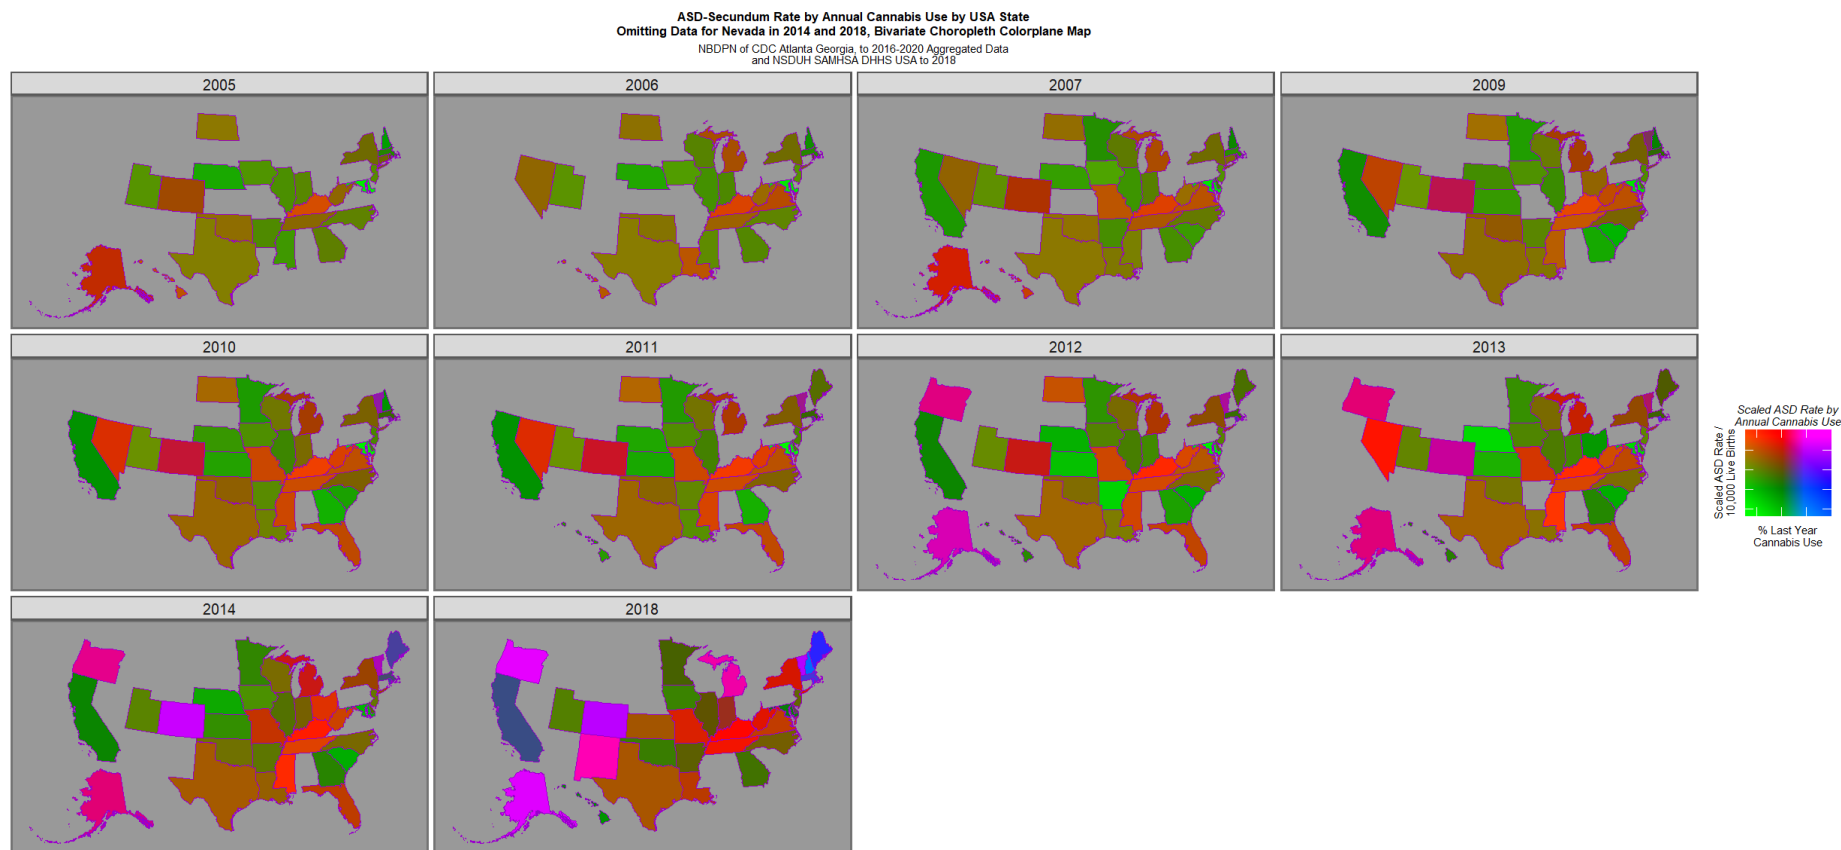 ASD-Secundum Rate by Annual Cannabis Use by USA State
Omitting Data for Nevada in 2014 and 2018, Bivariate Choropleth Colorplane Map
NBDPN of CDC Atlanta Georgia, to 2016-2020 Aggregated Data
and NSDUH SAMHSA DHHS USA to 2018
2005
2006
2007
2009
2010
2011
2012
2013
Scaled ASD Rate by
Annual Cannabis Use
Scaled ASD Rate /
10,000 Live Births
% Last Year
Cannabis Use
2014
2018